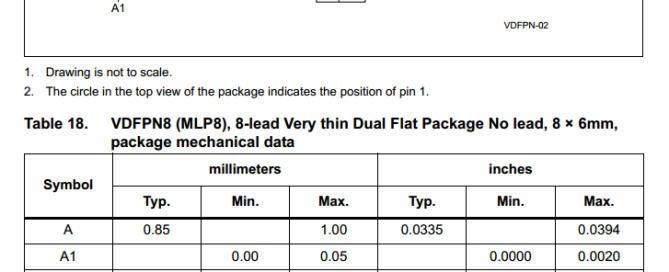 A1
VDFPN-02
1. Drawing is not to scale.
2. The circle in the top view of the package indicates the position of pin 1.
Table 18. VDFPN8 (MLP8), 8-lead Very thin Dual Flat Package No lead, 8 × 6mm,
package mechanical data
Symbol millimeters inches
Typ. Min. Max. Typ. Min. Max.
A 0.85 1.00 0.0335 0.0394
A1 0.00 0.05 0.0000 0.0020